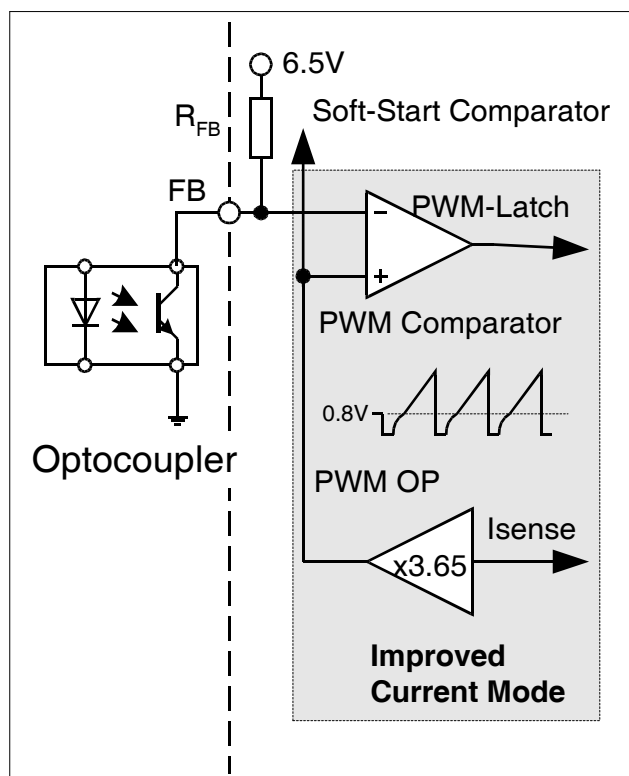 6.5V
R_FB
Soft-Start Comparator
FB
PWM-Latch
−
+
PWM Comparator
0.8V
Optocoupler
PWM OP
Isense
x3.65
Improved
Current Mode